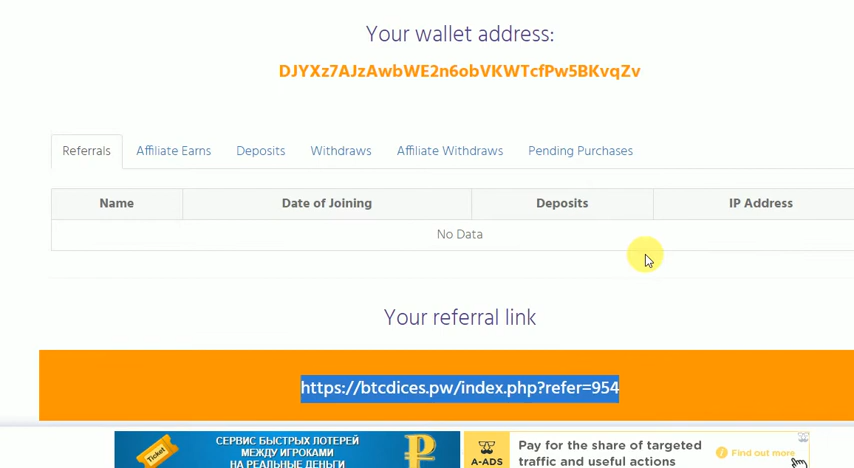 Your wallet address:
DJYXz7AJzAwbWE2n6obVKWTcfPw5BKvqZv
Referrals Affiliate Earns Deposits Withdraws Affiliate Withdraws Pending Purchases
Name Date of Joining Deposits IP Address
No Data
Your referral link
https://btcdices.pw/index.php?refer=954
Ticket
СЕРВИС БЫСТРЫХ ЛОТЕРЕЙ
МЕЖДУ ИГРОКАМИ
НА РЕАЛЬНЫЕ ДЕНЬГИ
A-ADS
Pay for the share of targeted
traffic and useful actions
Find out more